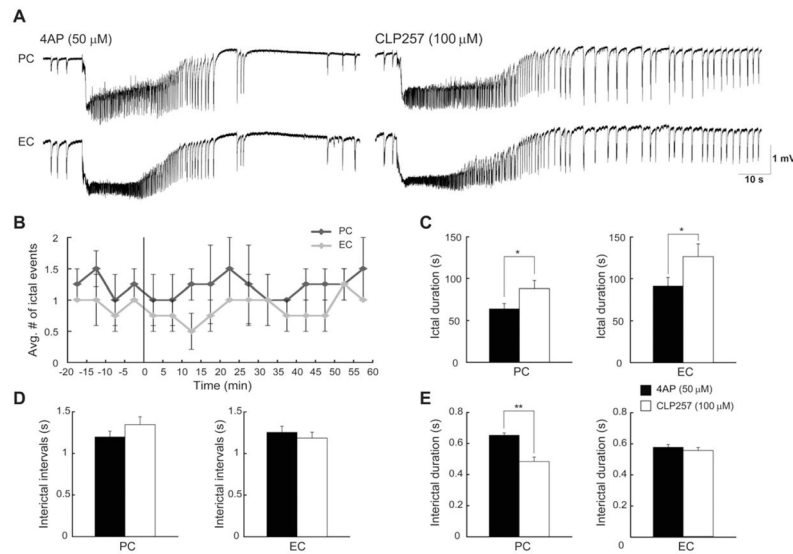 A
4AP (50 μM)
CLP257 (100 μM)
PC
EC
1 mV
10 s
B
PC
EC
Avg. # of ictal events
2
1.5
1
0.5
0
-20 -15 -10 -5 0 5 10 15 20 25 30 35 40 45 50 55 60
Time (min)
C
Ictal duration (s)
150
100
50
0
*
PC
Ictal duration (s)
150
100
50
0
*
EC
D
Interictal intervals (s)
1.5
1
0.5
0
PC
Interictal intervals (s)
1.5
1
0.5
0
EC
E
4AP (50 μM)
CLP257 (100 μM)
Interictal duration (s)
0.8
0.6
0.4
0.2
0
**
PC
Interictal duration (s)
0.8
0.6
0.4
0.2
0
EC